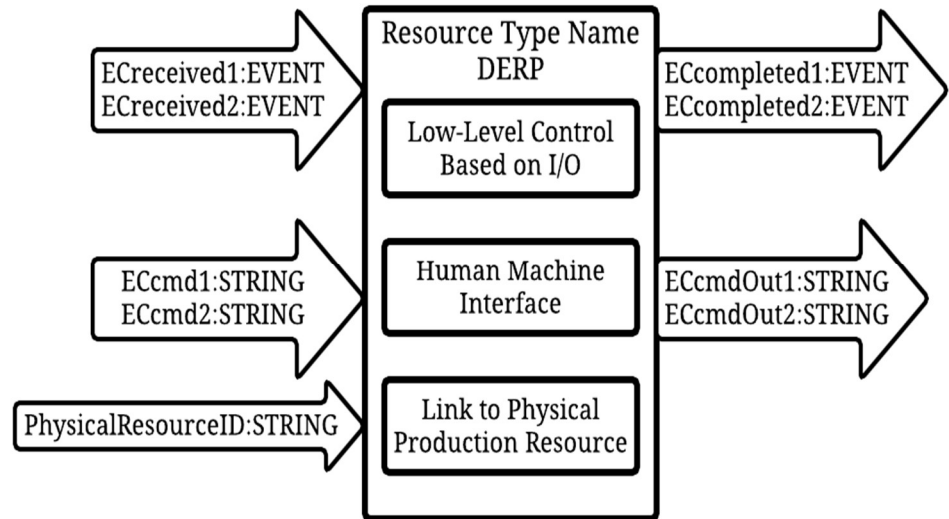 ECreceived1:EVENT
ECreceived2:EVENT
ECcmd1:STRING
ECcmd2:STRING
PhysicalResourceID:STRING
Resource Type Name
DERP
Low-Level Control
Based on I/O
Human Machine
Interface
Link to Physical
Production Resource
ECcompleted1:EVENT
ECcompleted2:EVENT
ECcmdOut1:STRING
ECcmdOut2:STRING